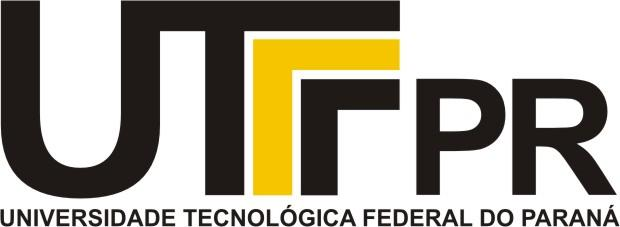 UTFPR
UNIVERSIDADE TECNOLÓGICA FEDERAL DO PARANÁ